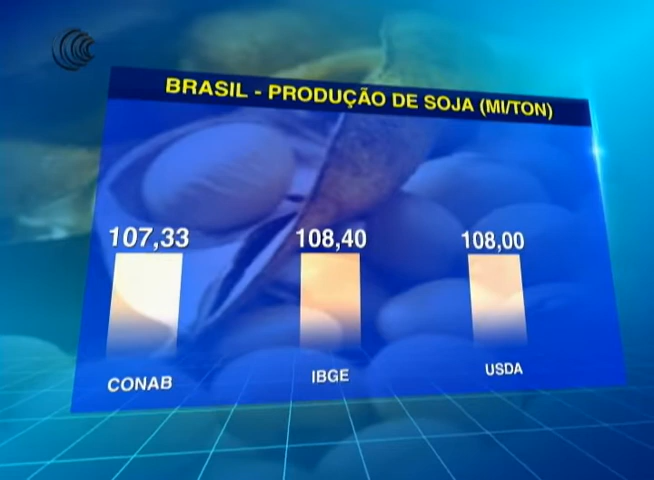 BRASIL - PRODUÇÃO DE SOJA (MI/TON)
107,33 108,40 108,00
CONAB IBGE USDA